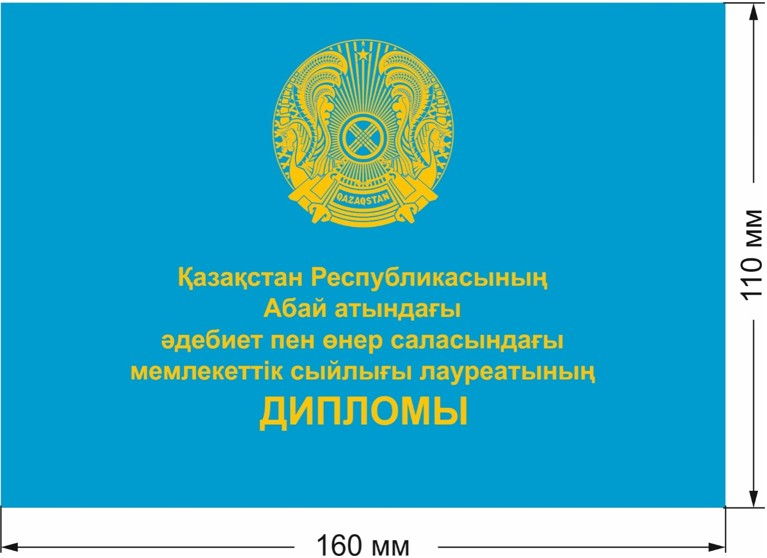 QAZAQSTAN
Қазақстан Республикасының
Абай атындағы
әдебиет пен өнер саласындағы
мемлекеттік сыйлығы лауреатының
ДИПЛОМЫ
110 мм
160 мм